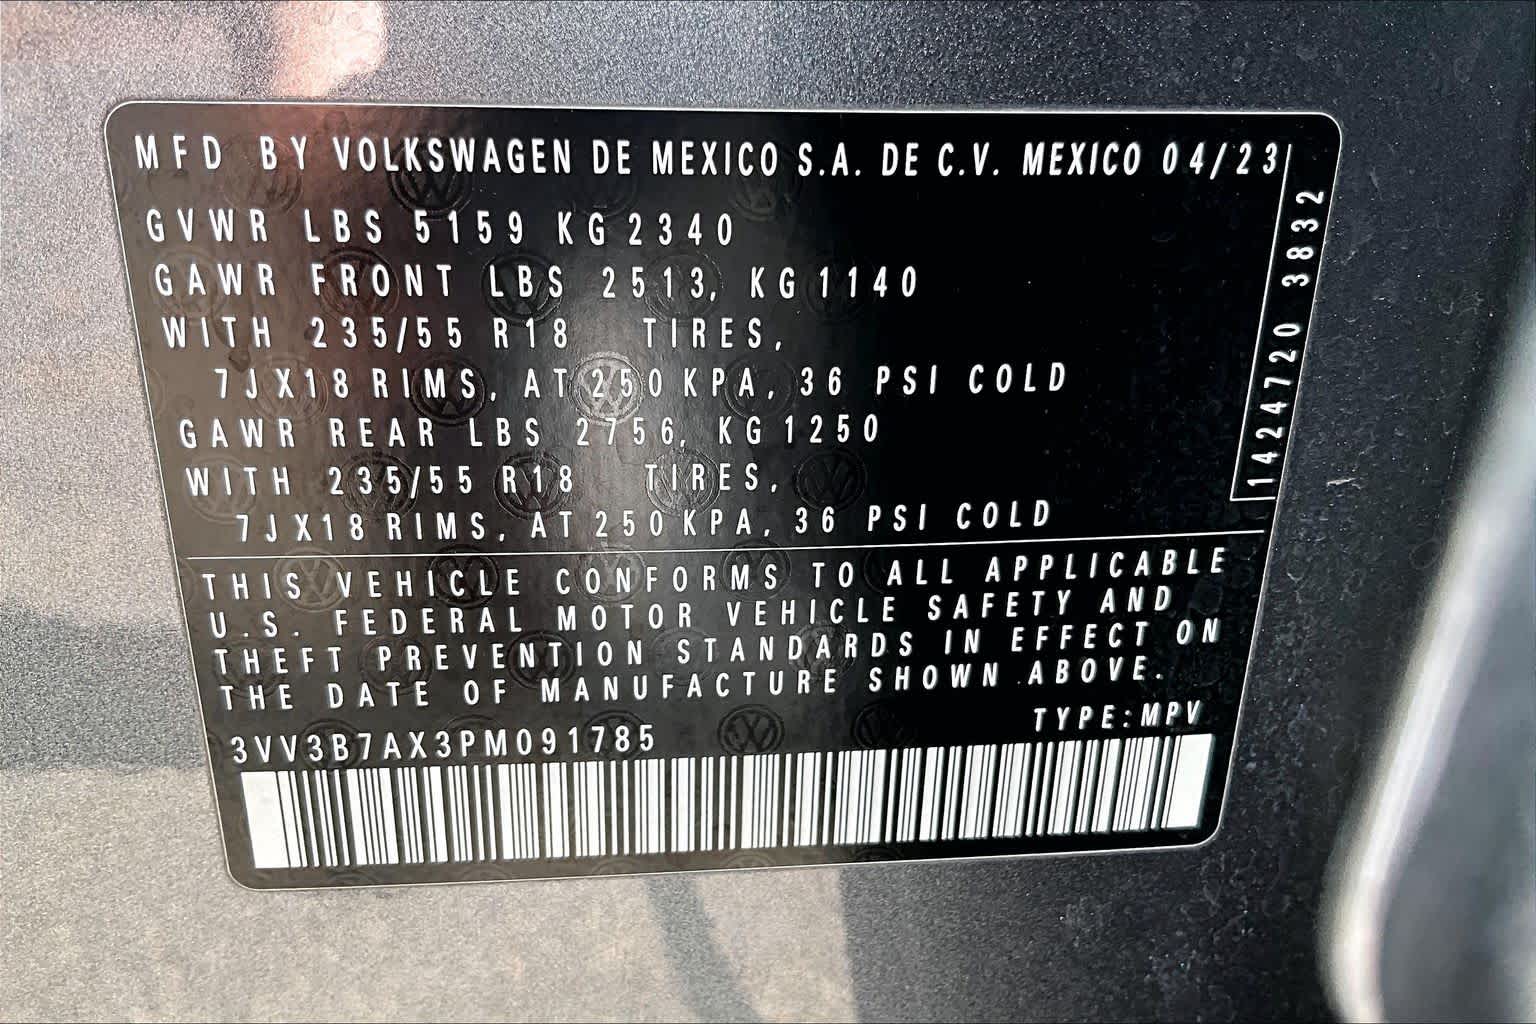 MFD BY VOLKSWAGEN DE MEXICO S.A. DE C.V. MEXICO 04/23
GVWR LBS 5159 KG 2340
GAWR FRONT LBS 2513, KG 1140
WITH 235/55 R18 TIRES,
7JX18 RIMS, AT 250 KPA, 36 PSI COLD
GAWR REAR LBS 2756, KG 1250
WITH 235/55 R18 TIRES,
7JX18 RIMS, AT 250 KPA, 36 PSI COLD
1424720 3832
THIS VEHICLE CONFORMS TO ALL APPLICABLE
U.S. FEDERAL MOTOR VEHICLE SAFETY AND
THEFT PREVENTION STANDARDS IN EFFECT ON
THE DATE OF MANUFACTURE SHOWN ABOVE.
TYPE:MPV
3VV3B7AX3PM091785